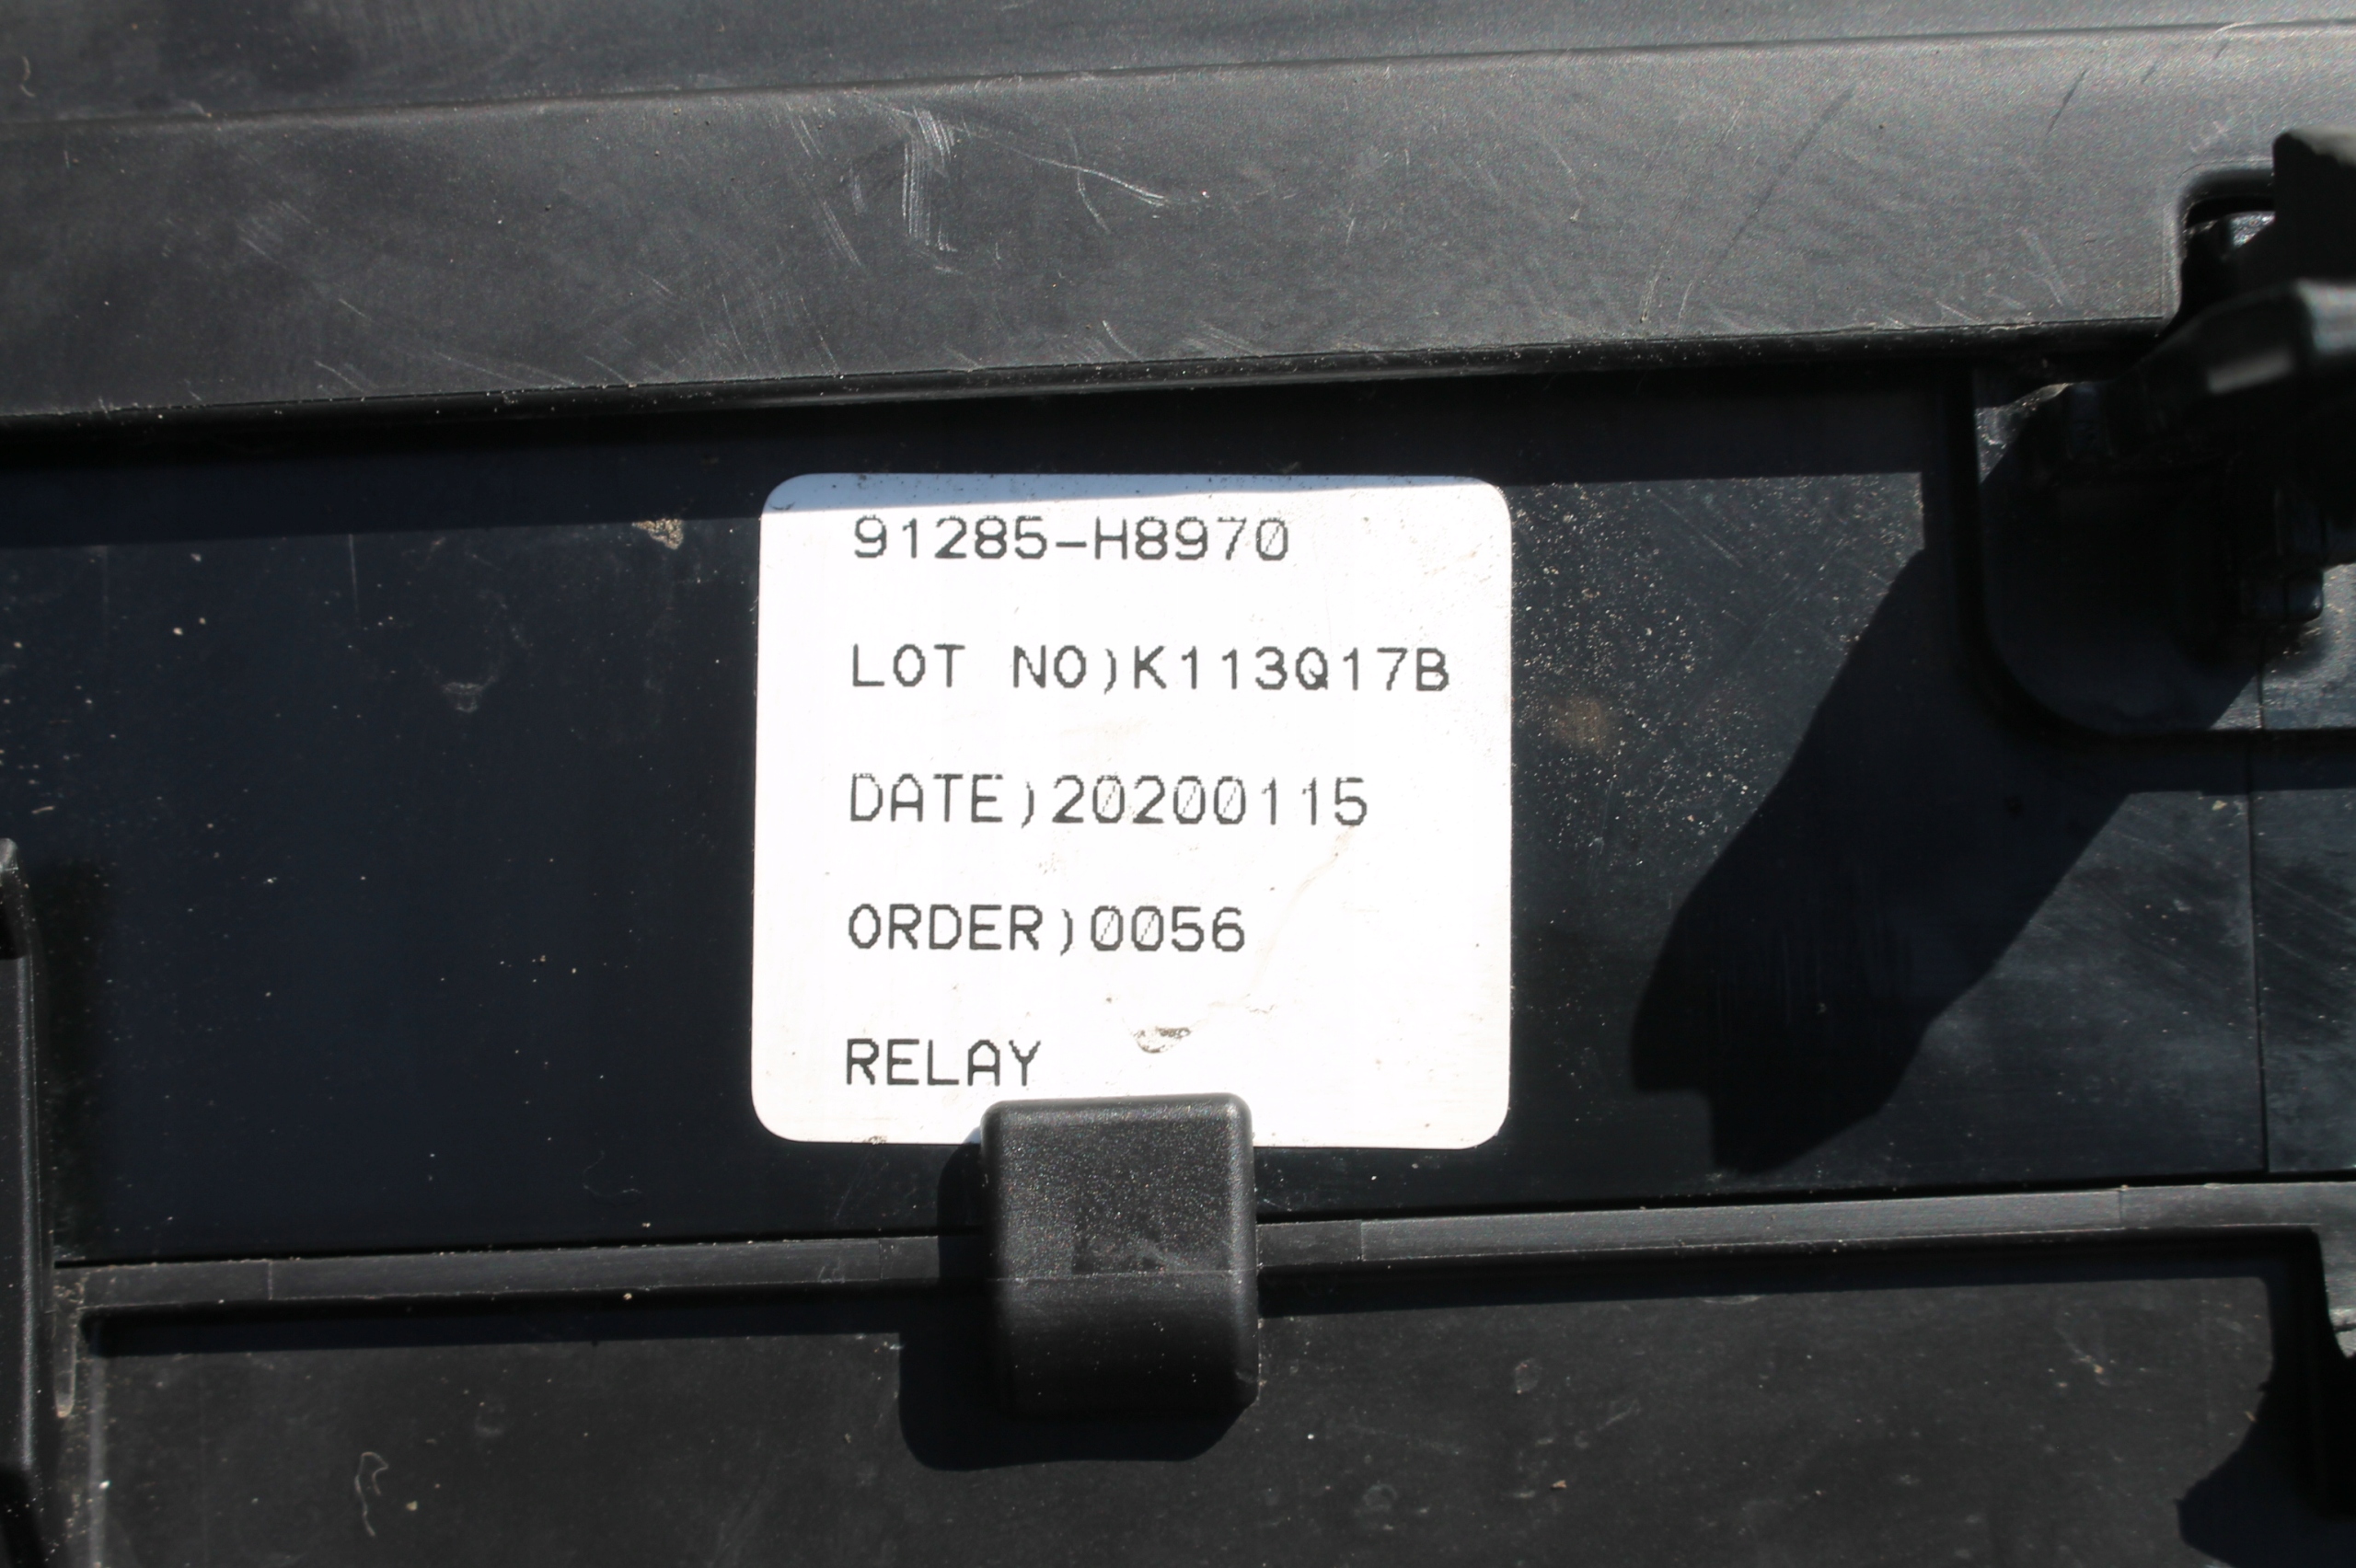 91285-H8970
LOT NO)K113Q17B
DATE)20200115
ORDER)0056
RELAY